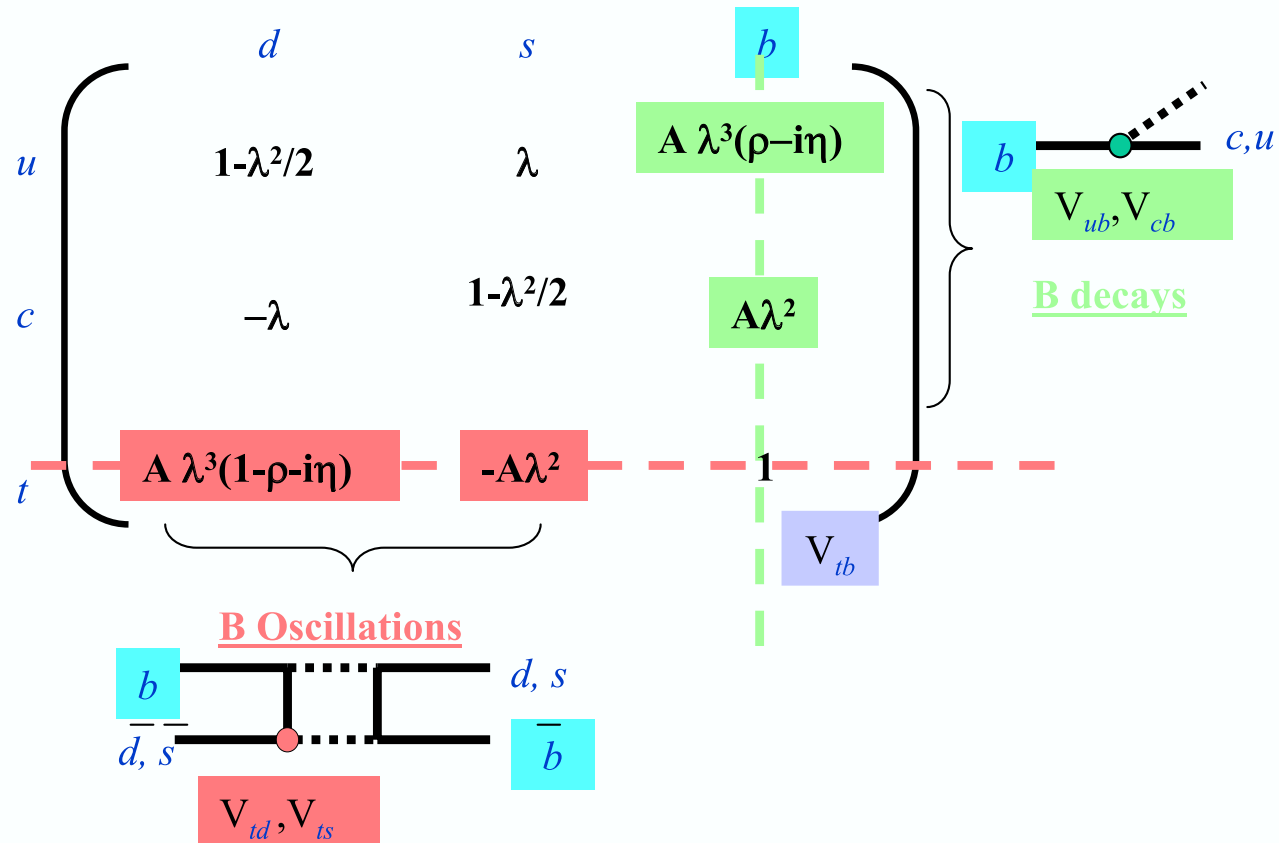 d s b
u 1-λ²/2 λ A λ³(ρ−iη)
b c,u
V_ub,V_cb
c −λ 1-λ²/2 Aλ²
B decays
t A λ³(1-ρ-iη) -Aλ² 1
V_tb
B Oscillations
b d, s
d̅, s̅ b̅
V_td,V_ts